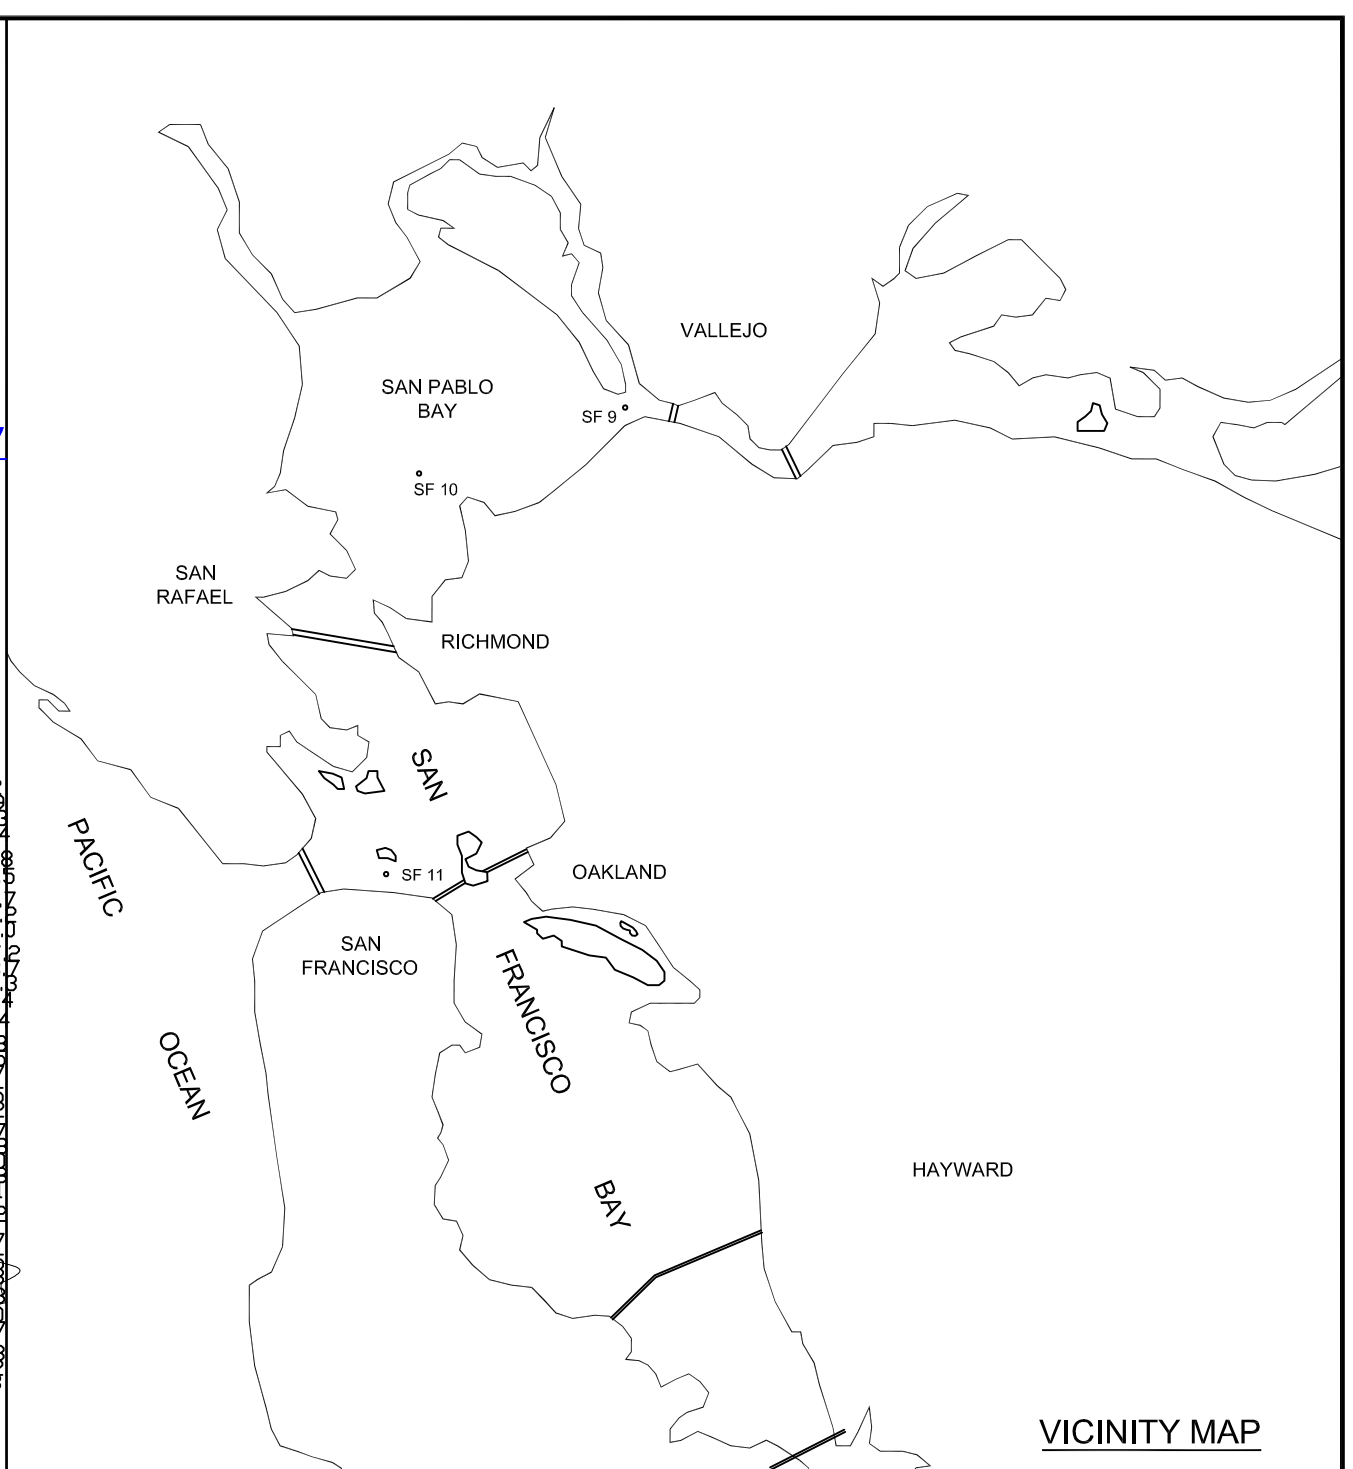 VALLEJO
SAN PABLO
BAY
SF 9
SF 10
SAN
RAFAEL
RICHMOND
SAN
PACIFIC
SF 11
OAKLAND
SAN
FRANCISCO
FRANCISCO
OCEAN
HAYWARD
BAY
VICINITY MAP